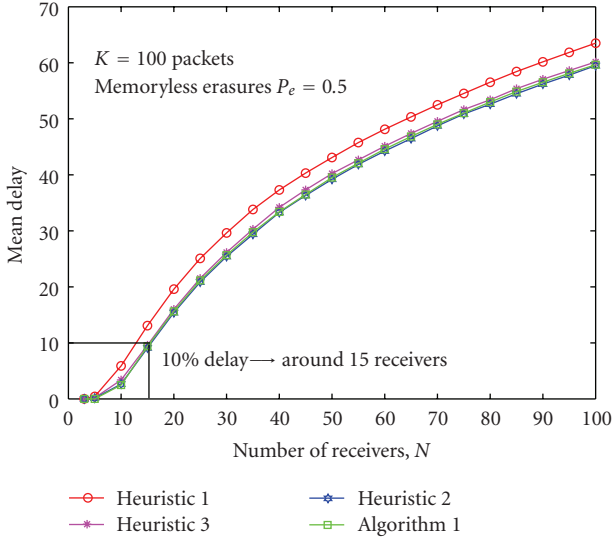 70
60
50
40
30
20
10
0
Mean delay
K = 100 packets
Memoryless erasures Pₑ = 0.5
10% delay → around 15 receivers
0 10 20 30 40 50 60 70 80 90 100
Number of receivers, N
Heuristic 1
Heuristic 3
Heuristic 2
Algorithm 1